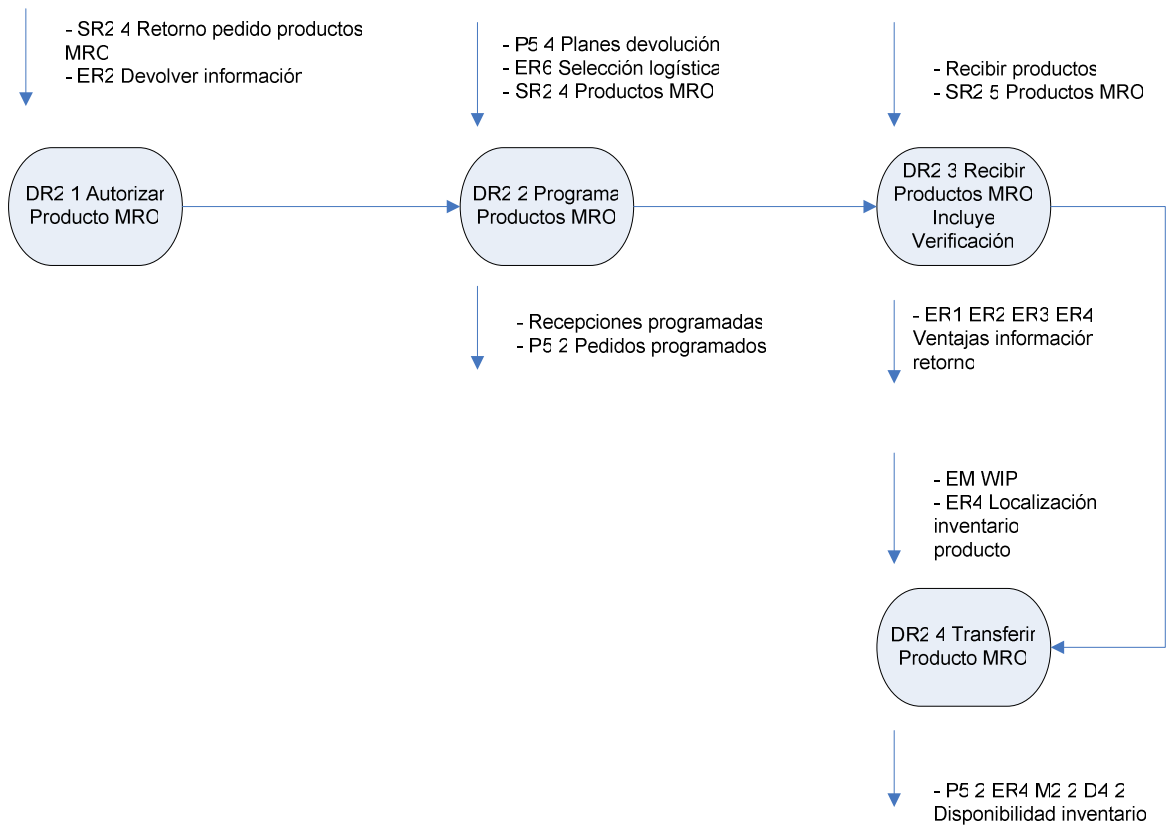 - SR2 4 Retorno pedido productos
MRO
- ER2 Devolver información
- P5 4 Planes devolución
- ER6 Selección logística
- SR2 4 Productos MRO
- Recibir productos
- SR2 5 Productos MRO
DR2 1 Autorizar
Producto MRO
DR2 2 Programa
Productos MRO
DR2 3 Recibir
Productos MRO
Incluye
Verificación
- Recepciones programadas
- P5 2 Pedidos programados
- ER1 ER2 ER3 ER4
Ventajas información
retorno
- EM WIP
- ER4 Localización
inventario
producto
DR2 4 Transferir
Producto MRO
- P5 2 ER4 M2 2 D4 2
Disponibilidad inventario